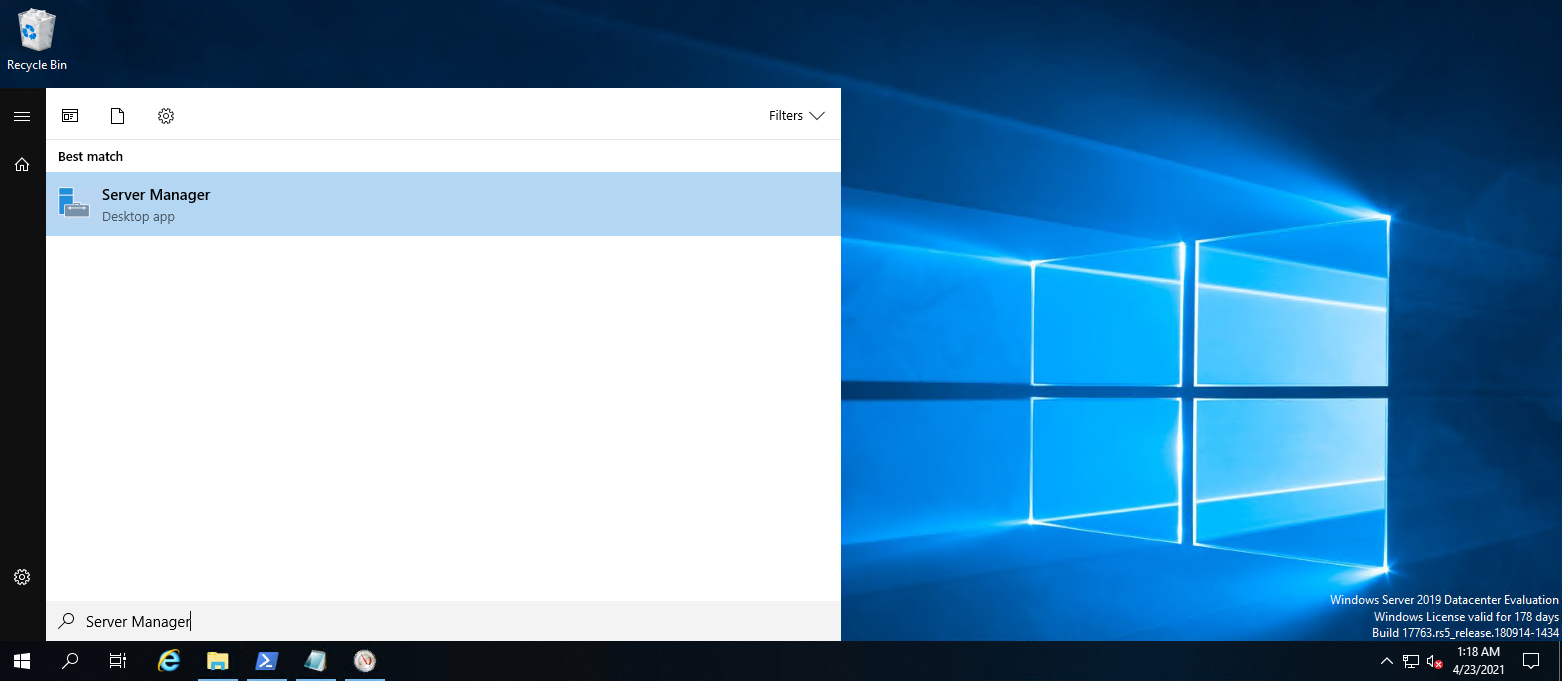 Recycle Bin
Filters
Best match
Server Manager
Desktop app
Server Manager
Windows Server 2019 Datacenter Evaluation
Windows License valid for 178 days
Build 17763.rs5_release.180914-1434
1:18 AM
4/23/2021